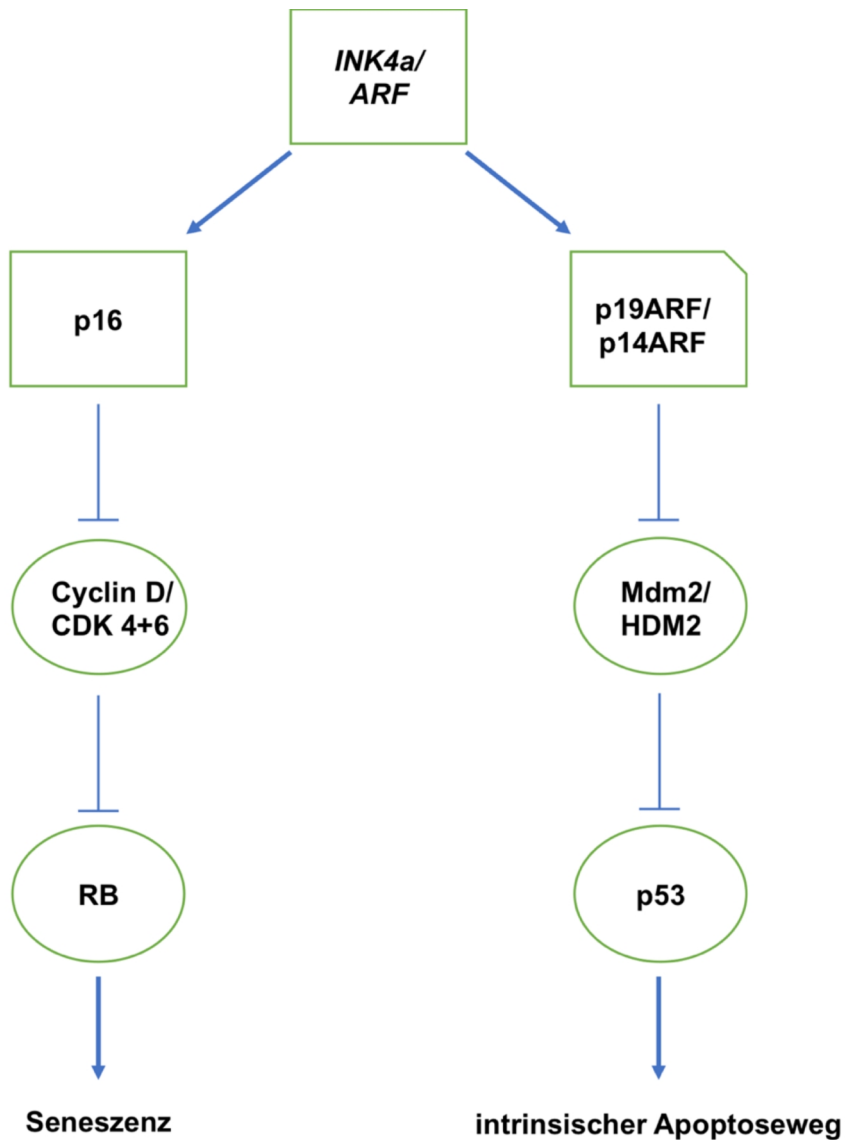 INK4a/
ARF
p16
p19ARF/
p14ARF
Cyclin D/
CDK 4+6
Mdm2/
HDM2
RB
p53
Seneszenz
intrinsischer Apoptoseweg